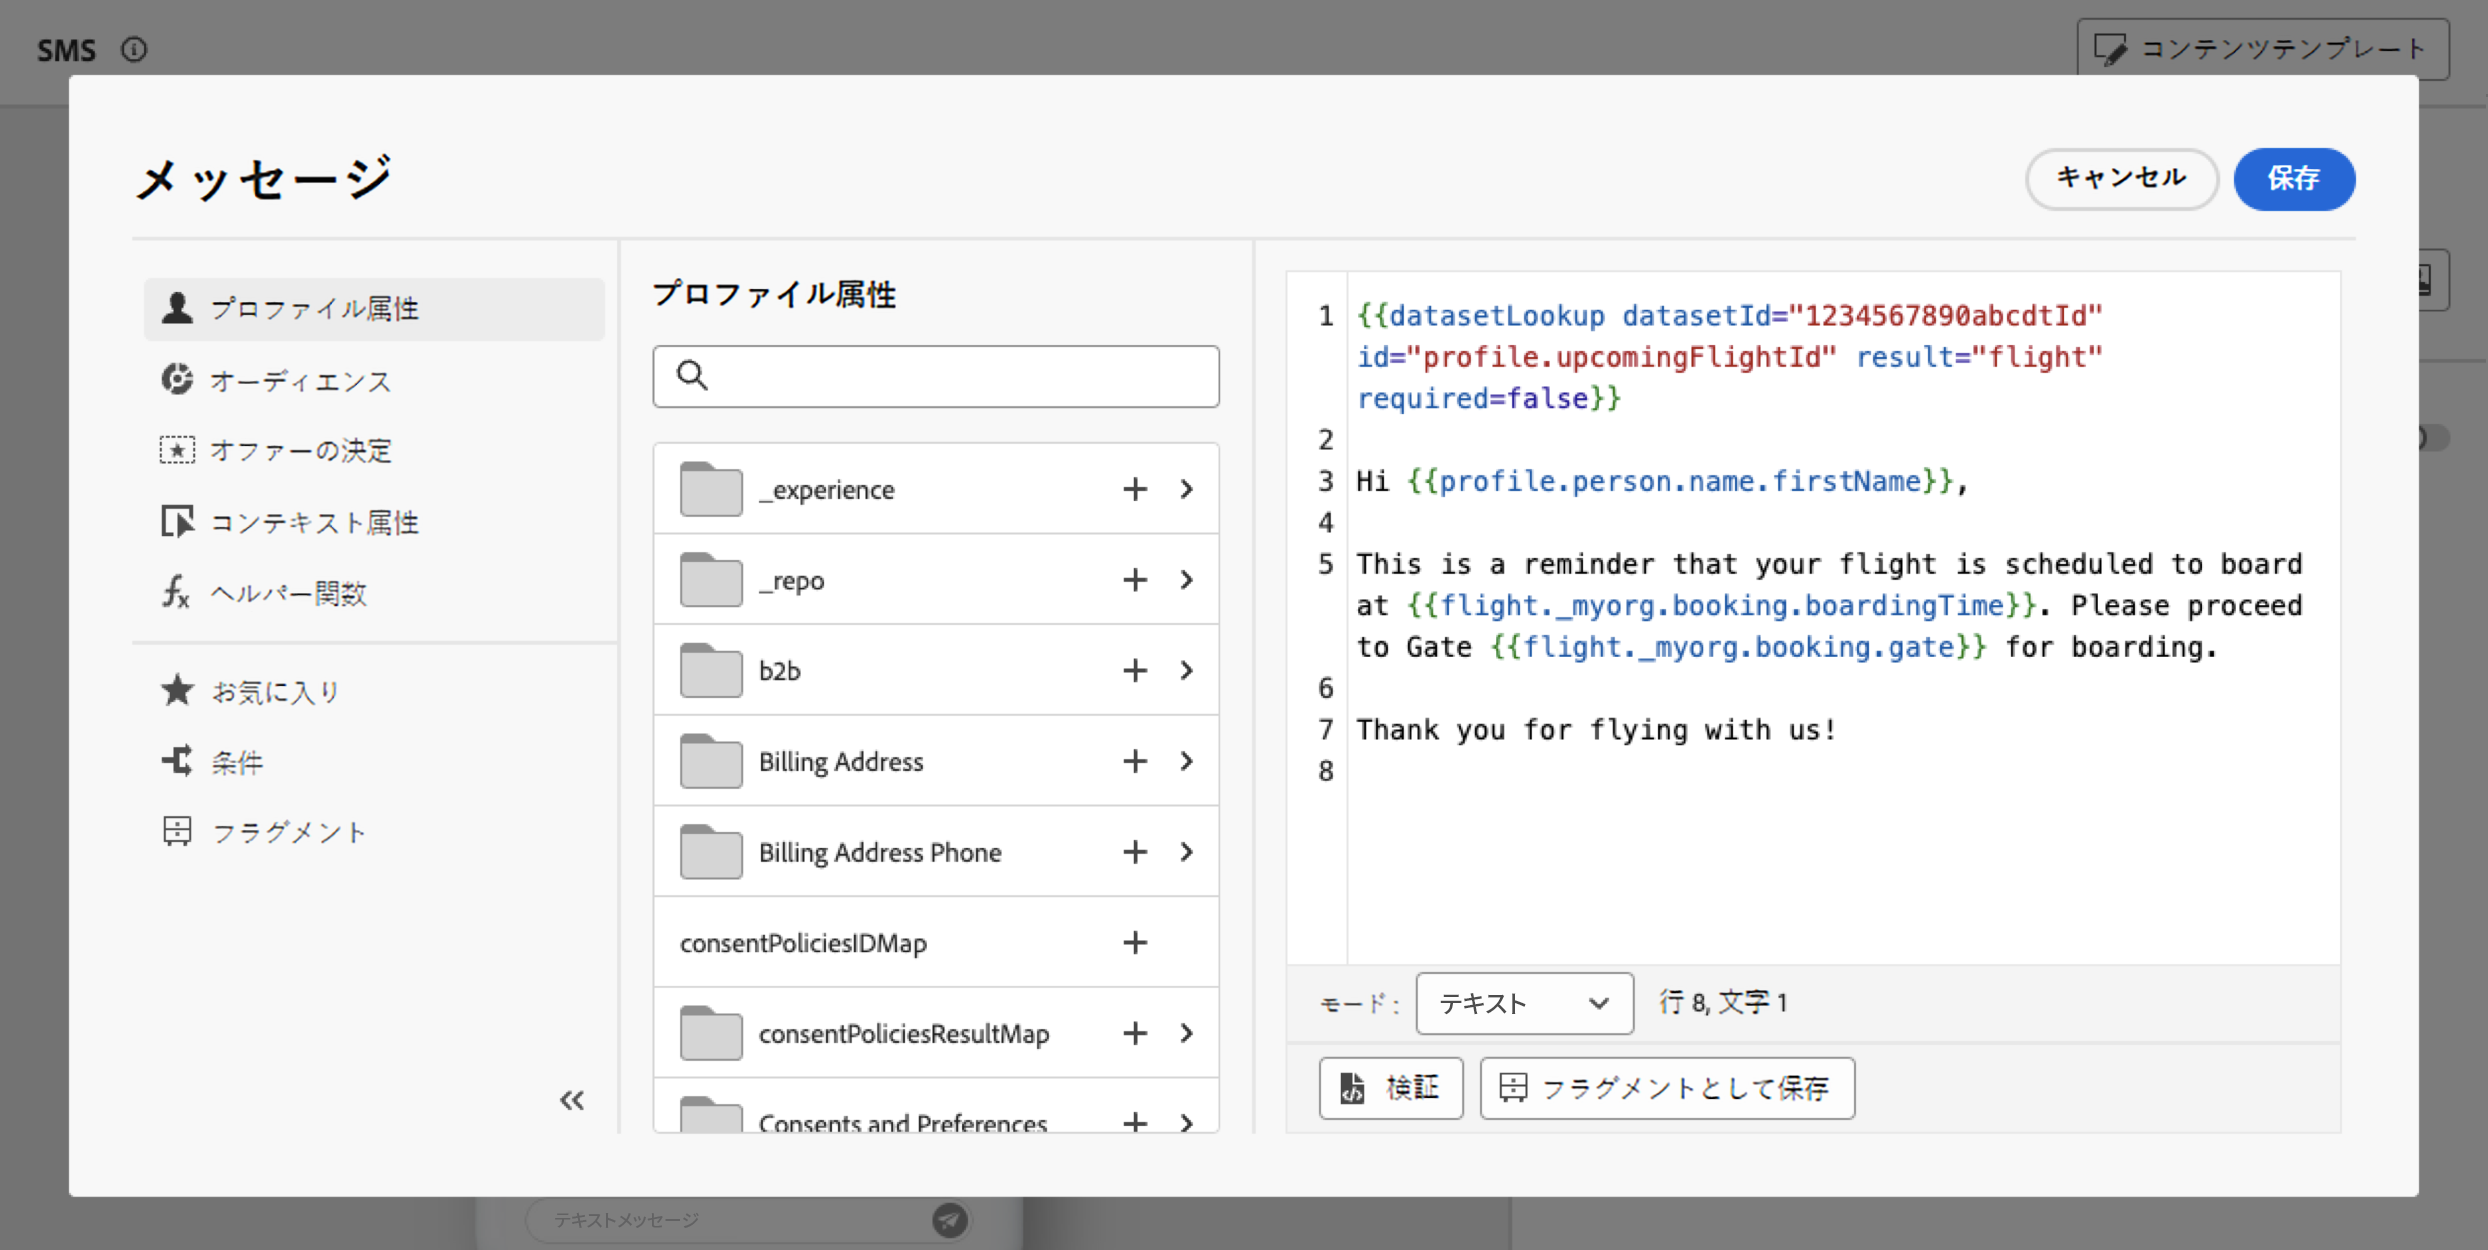 SMS
コンテンツテンプレート
メッセージ
キャンセル
保存
プロファイル属性
オーディエンス
オファーの決定
コンテキスト属性
ヘルパー関数
お気に入り
条件
フラグメント
プロファイル属性
_experience
_repo
b2b
Billing Address
Billing Address Phone
consentPoliciesIDMap
consentPoliciesResultMap
Consents and Preferences
1 {{datasetLookup datasetId="1234567890abcdtId"
id="profile.upcomingFlightId" result="flight"
required=false}}
2
3 Hi {{profile.person.name.firstName}},
4
5 This is a reminder that your flight is scheduled to board
at {{flight._myorg.booking.boardingTime}}. Please proceed
to Gate {{flight._myorg.booking.gate}} for boarding.
6
7 Thank you for flying with us!
8
モード :
テキスト
行 8, 文字 1
検証
フラグメントとして保存
テキストメッセージ